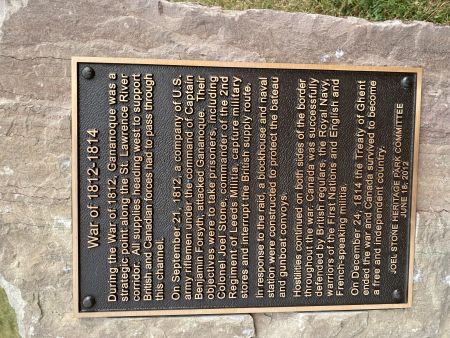 War of 1812-1814
During the War of 1812, Gananoque was a
strategic point along the St. Lawrence River
corridor. All supplies heading west to support
British and Canadian forces had to pass through
this channel.
On September 21, 1812, a company of U.S.
army riflemen under the command of Captain
Benjamin Forsyth, attacked Gananoque. Their
objectives were to take prisoners, including
Colonel Joel Stone, commander of the 2nd
Regiment of Leeds Militia, capture military
stores and interrupt the British supply route.
In response to the raid, a blockhouse and naval
station were constructed to protect the bateau
and gunboat convoys.
Hostilities continued on both sides of the border
throughout the war. Canada was successfully
defended by British regulars, the Royal Navy,
warriors of the First Nations and English and
French-speaking militia.
On December 24, 1814 the Treaty of Ghent
ended the war and Canada survived to become
a free and independent country.
JOEL STONE HERITAGE PARK COMMITTEE
JUNE 18, 2012